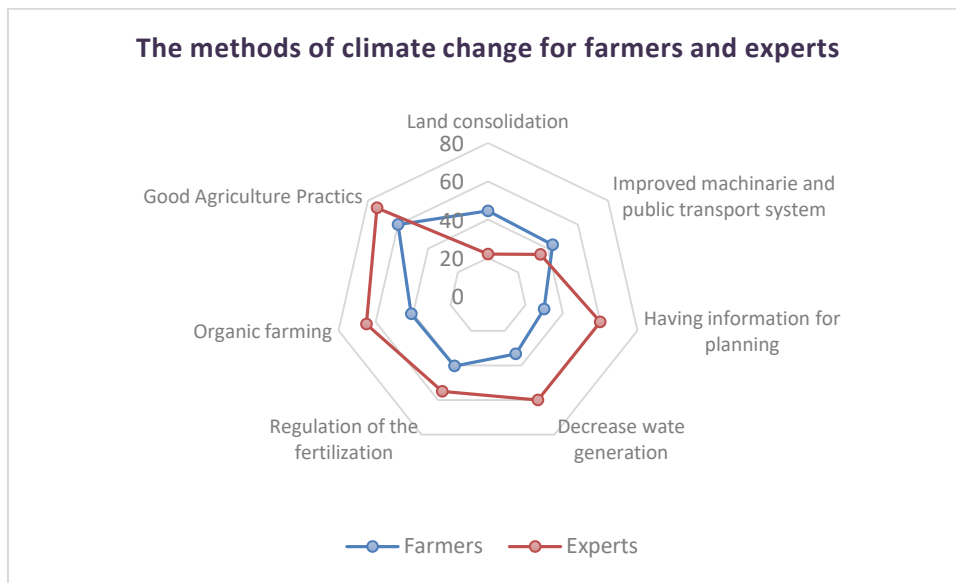 The methods of climate change for farmers and experts
Land consolidation
80
60
40
20
0
Improved machinarie and
public transport system
Having information for
planning
Decrease wate
generation
Regulation of the
fertilization
Organic farming
Good Agriculture Practics
Farmers
Experts